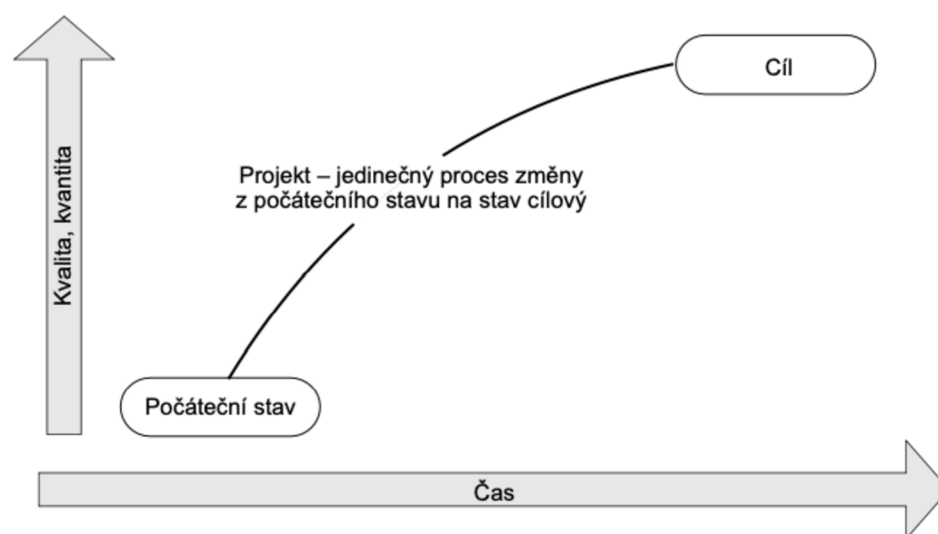 Cíl
Projekt – jedinečný proces změny
z počátečního stavu na stav cílový
Kvalita, kvantita
Počáteční stav
Čas